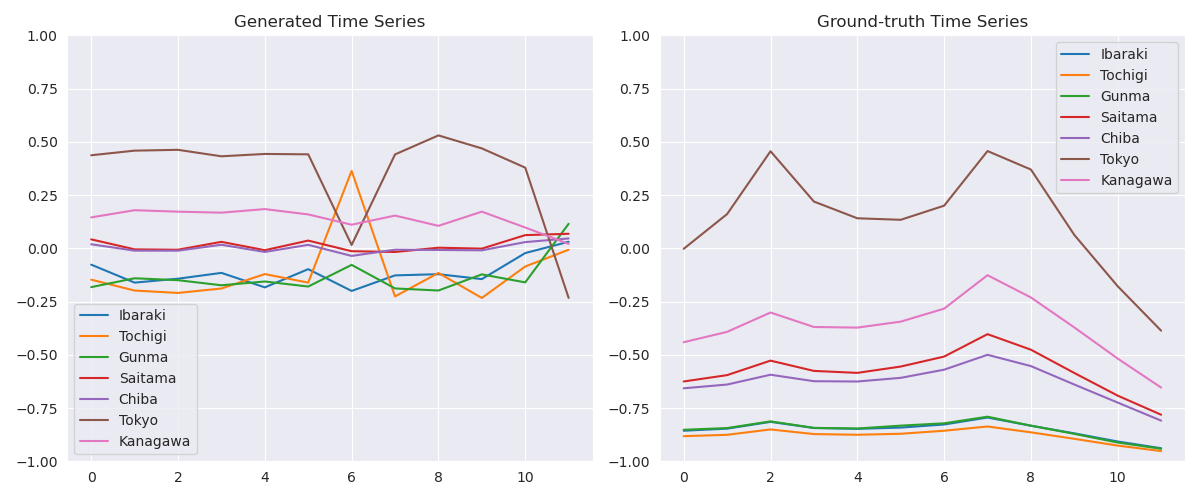 Generated Time Series
1.00
0.75
0.50
0.25
0.00
−0.25
−0.50
−0.75
−1.00
0 2 4 6 8 10
Ibaraki
Tochigi
Gunma
Saitama
Chiba
Tokyo
Kanagawa
Ground-truth Time Series
1.00
0.75
0.50
0.25
0.00
−0.25
−0.50
−0.75
−1.00
0 2 4 6 8 10
Ibaraki
Tochigi
Gunma
Saitama
Chiba
Tokyo
Kanagawa